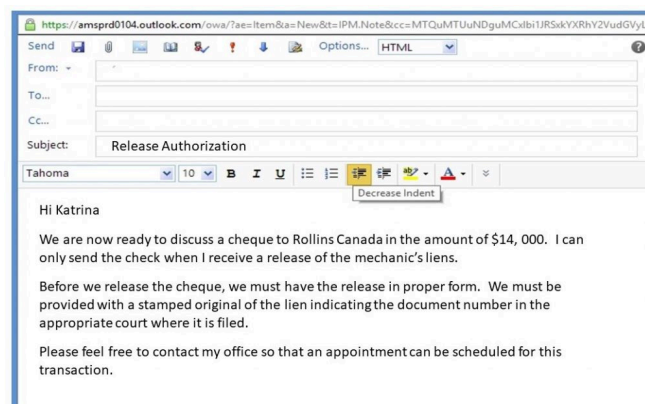 https://amsprd0104.outlook.com/owa/?ae=Item&a=New&t=IPM.Note&cc=MTQuMTUuNDguMCxlbi1JRSxkYXRhY2VudGVyL
Send Options... HTML
From:
To...
Cc...
Subject: Release Authorization
Tahoma 10 B I U A
Decrease Indent
Hi Katrina
We are now ready to discuss a cheque to Rollins Canada in the amount of $14, 000. I can
only send the check when I receive a release of the mechanic's liens.
Before we release the cheque, we must have the release in proper form. We must be
provided with a stamped original of the lien indicating the document number in the
appropriate court where it is filed.
Please feel free to contact my office so that an appointment can be scheduled for this
transaction.